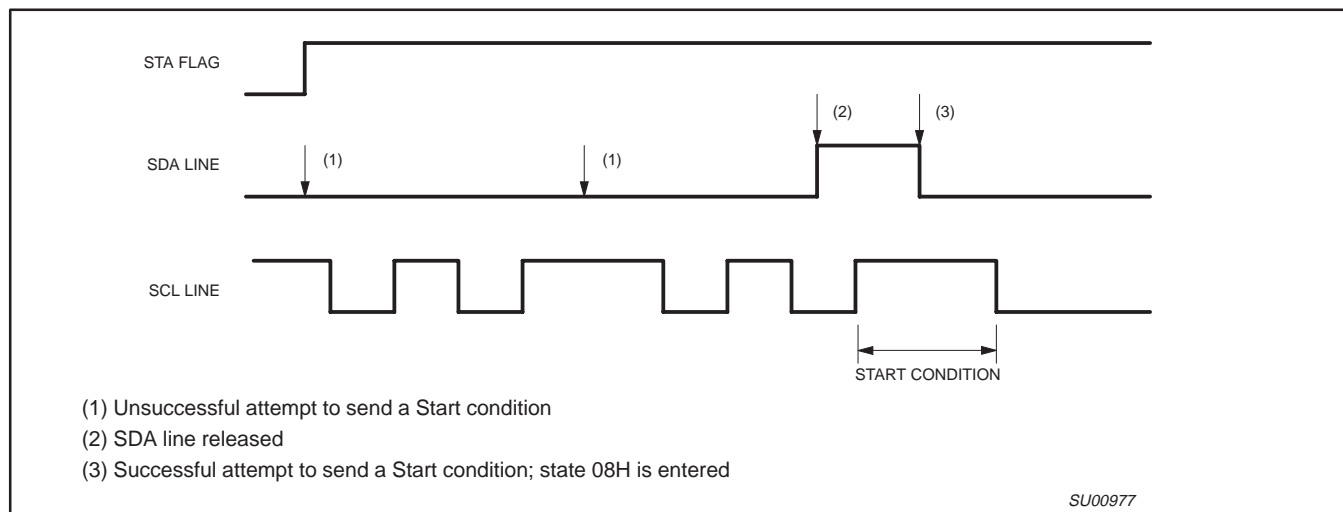 STA FLAG
(2) (3)
SDA LINE (1) (1)
SCL LINE
START CONDITION
(1) Unsuccessful attempt to send a Start condition
(2) SDA line released
(3) Successful attempt to send a Start condition; state 08H is entered
SU00977